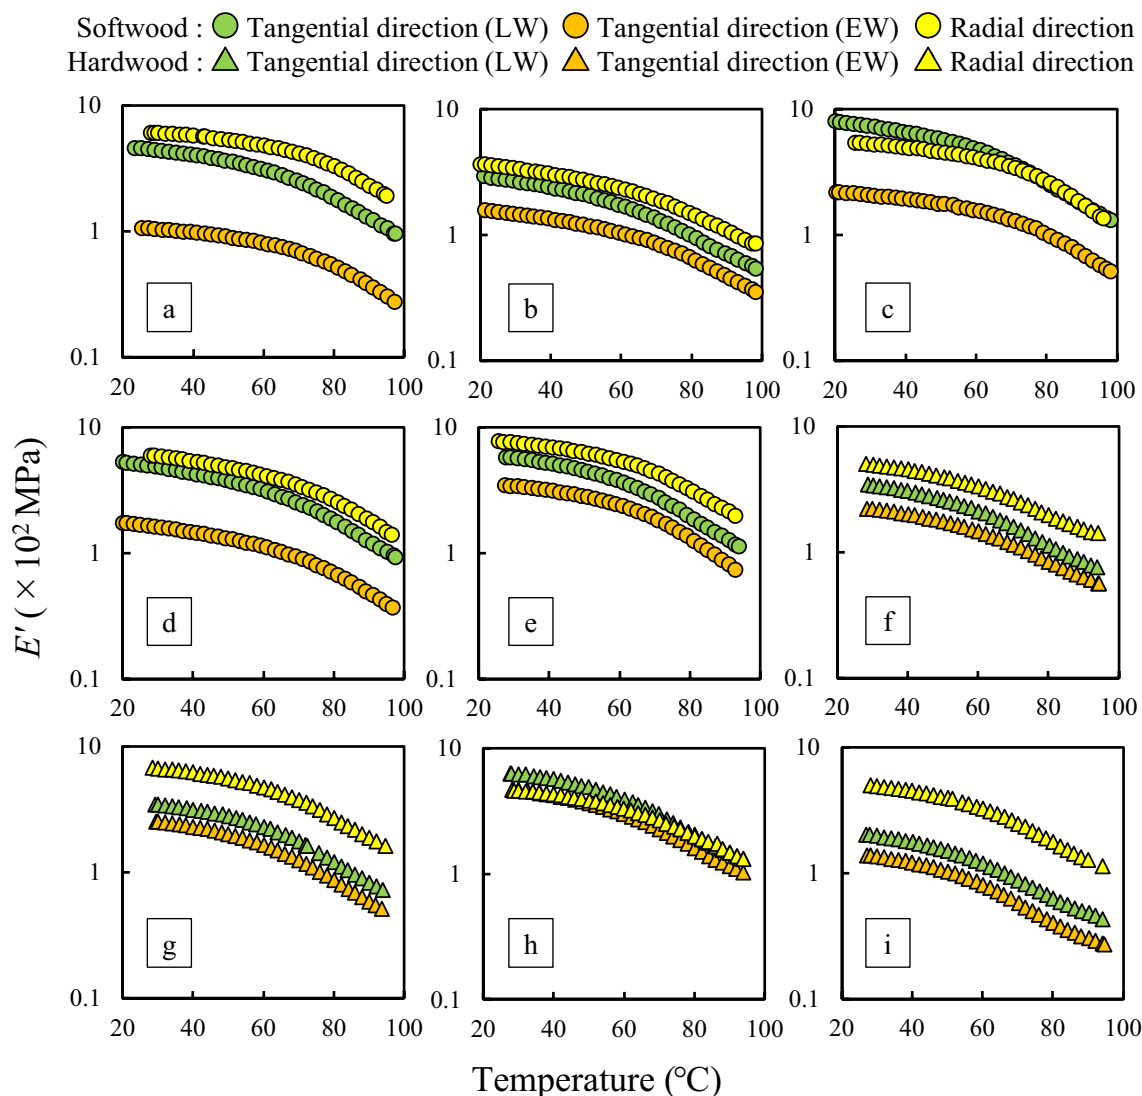 Softwood : Tangential direction (LW) Tangential direction (EW) Radial direction
Hardwood : Tangential direction (LW) Tangential direction (EW) Radial direction
10 10 10
1 1 1
a b c
0.1 0.1 0.1
20 40 60 80 100 20 40 60 80 100 20 40 60 80 100
E′ ( × 10² MPa)
10 10 10
1 1 1
d e f
0.1 0.1 0.1
20 40 60 80 100 20 40 60 80 100 20 40 60 80 100
10 10 10
1 1 1
g h i
0.1 0.1 0.1
20 40 60 80 100 20 40 60 80 100 20 40 60 80 100
Temperature (℃)